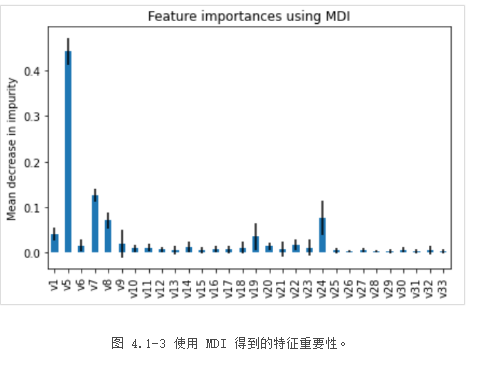 Feature importances using MDI
Mean decrease in impurity
0.4
0.3
0.2
0.1
0.0
v1 v5 v6 v7 v8 v9 v10 v11 v12 v13 v14 v15 v16 v17 v18 v19 v20 v21 v22 v23 v24 v25 v26 v27 v28 v29 v30 v31 v32 v33
图 4.1-3 使用 MDI 得到的特征重要性。